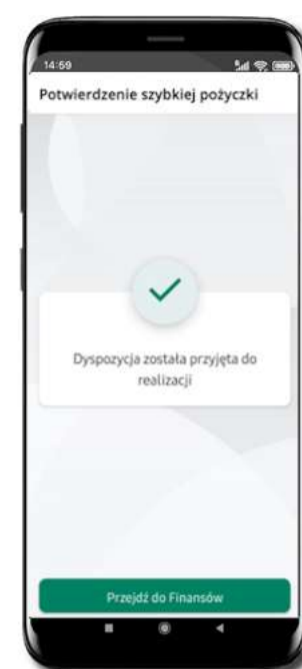 14:59
Potwierdzenie szybkiej pożyczki
Dyspozycja została przyjęta do
realizacji
Przejdź do Finansów